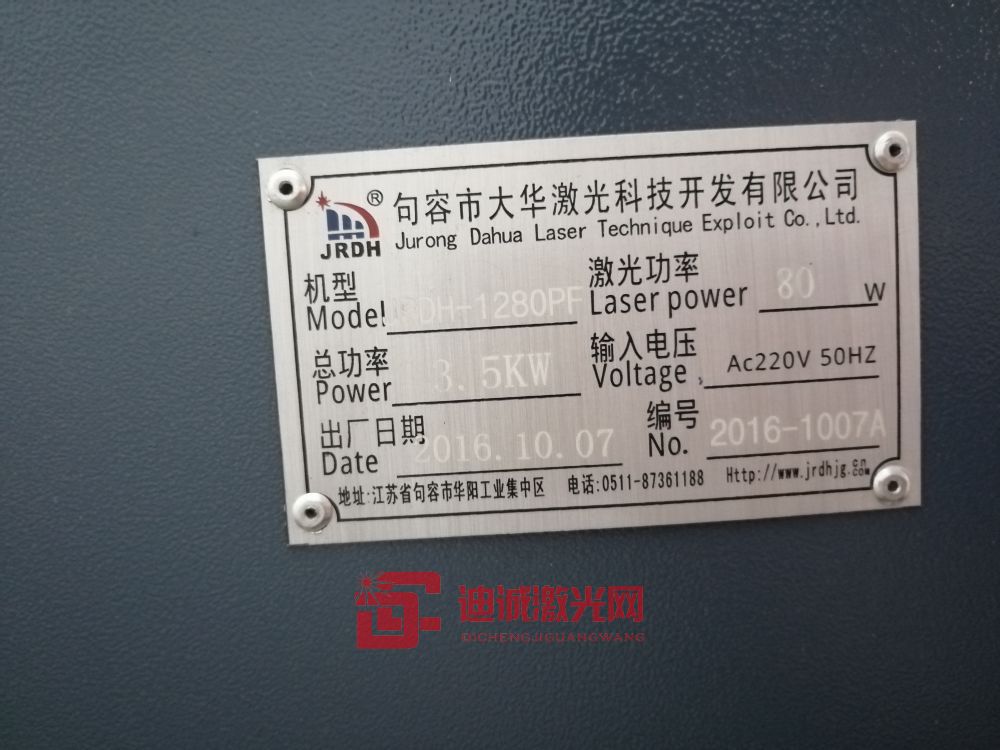 ® 句容市大华激光科技开发有限公司
JRDH Jurong Dahua Laser Technique Exploit Co.,Ltd.
机型 激光功率
Model JRDH-1280PF Laser power 80 W
总功率 输入电压
Power 3.5KW Voltage Ac220V 50HZ
出厂日期 编号
Date 2016.10.07 No. 2016-1007A
地址:江苏省句容市华阳工业集中区 电话:0511-87361188 Http://www.jrdhjg.cn .com
迪诚激光网
DICHENGJIGUANGWANG